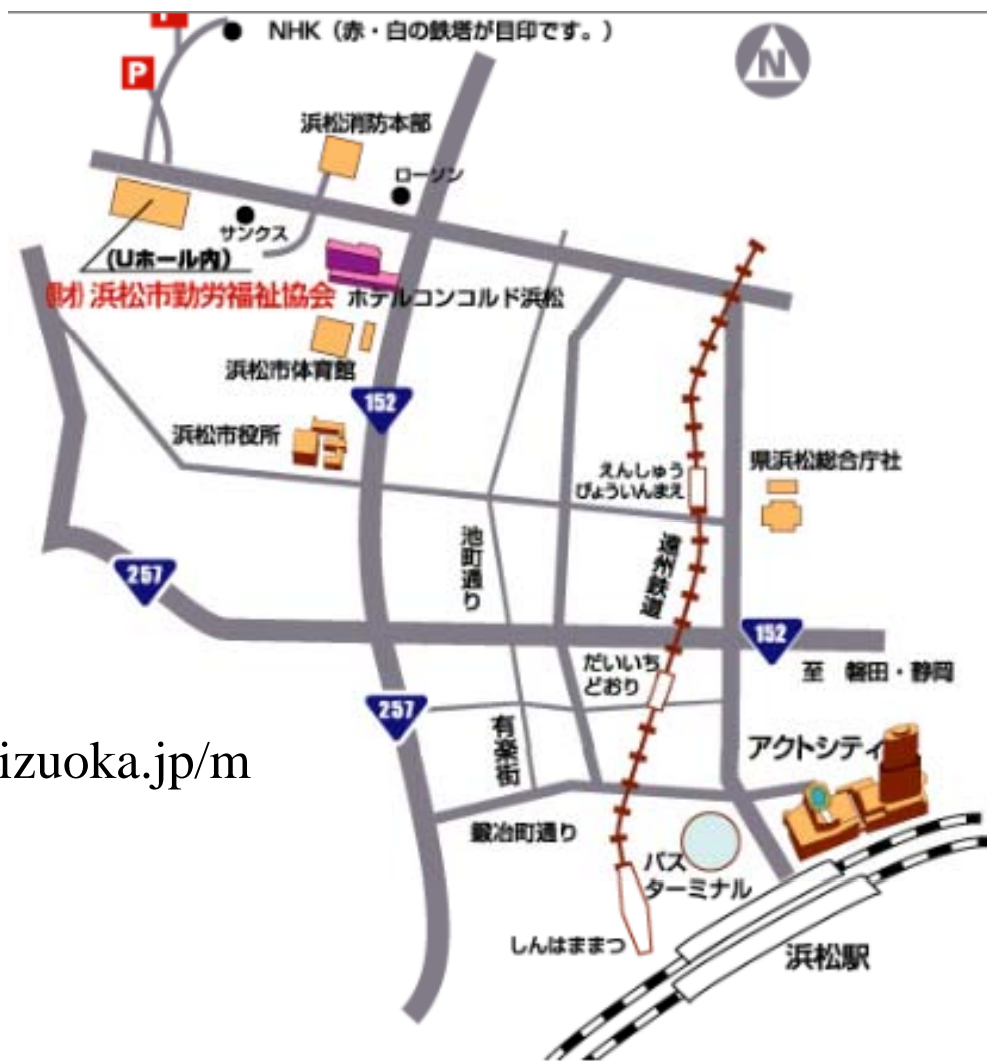 P
NHK（赤・白の鉄塔が目印です。）
N
P
浜松消防本部
ローソン
サンクス
(Uホール内)
㈶浜松市勤労福祉協会
ホテルコンコルド浜松
浜松市体育館
152
浜松市役所
えんしゅう
びょういんまえ
県浜松総合庁社
池町通り
遠州鉄道
257
152
だいいち
どおり
至　磐田・静岡
257
有楽街
izuoka.jp/m
アクトシティ
鍛冶町通り
バス
ターミナル
しんはままつ
浜松駅